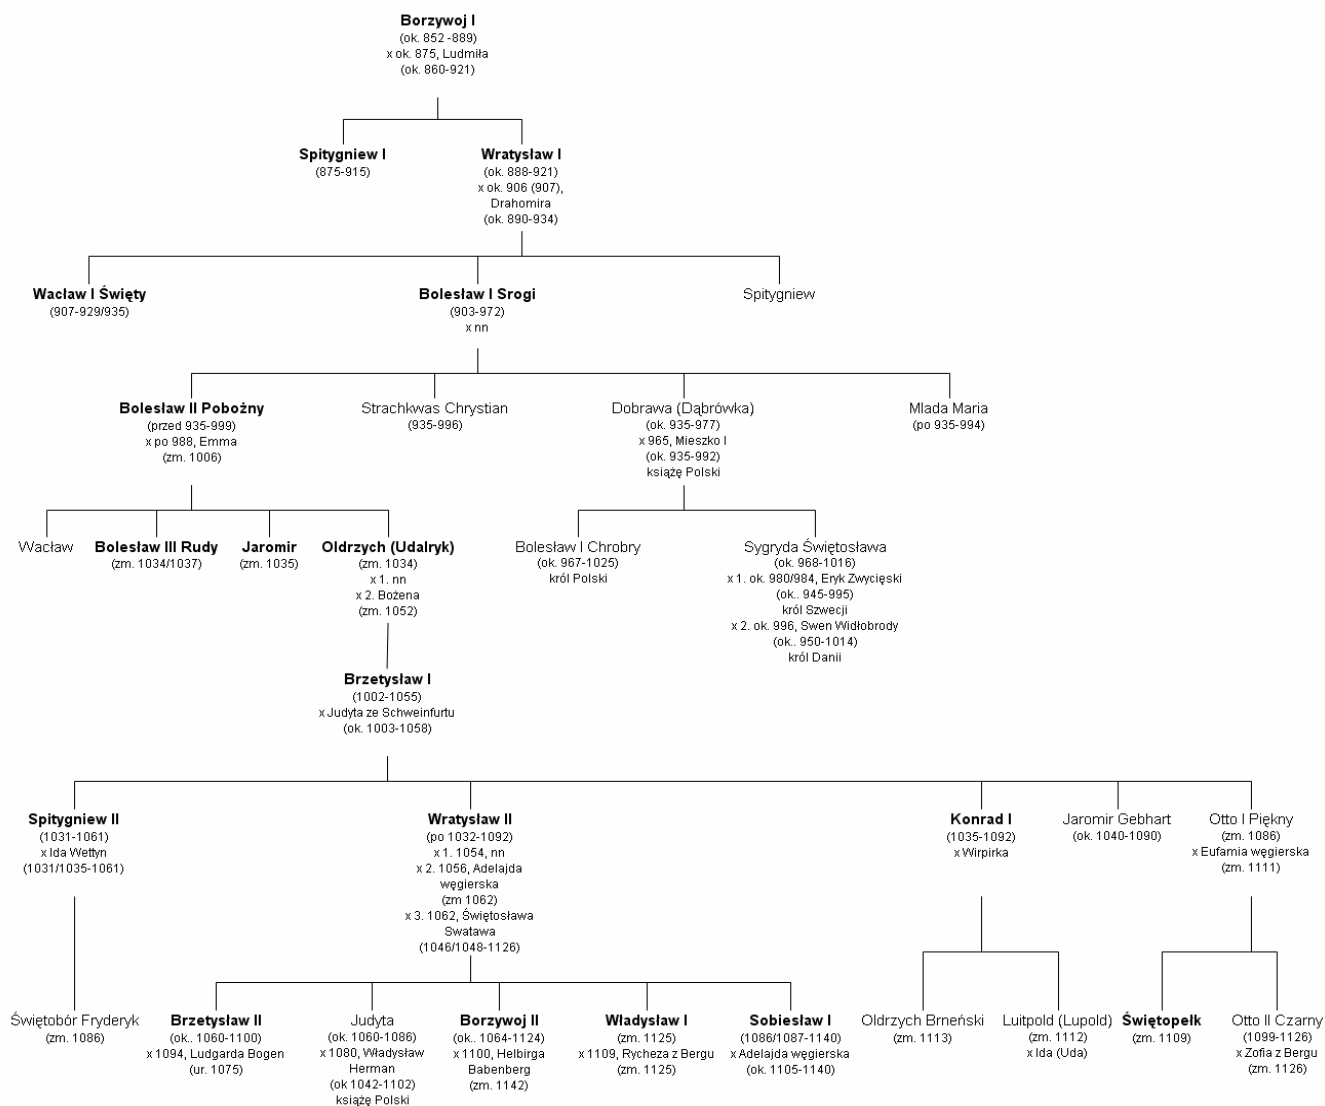 Borzywoj I
(ok. 852 -889)
x ok. 875, Ludmiła
(ok. 860-921)
Spitygniew I
(875-915)
Wratysław I
(ok. 888-921)
x ok. 906 (907),
Drahomira
(ok. 890-934)
Wacław I Święty
(907-929/935)
Bolesław I Srogi
(903-972)
x nn
Spitygniew
Bolesław II Pobożny
(przed 935-999)
x po 988, Emma
(zm. 1006)
Strachkwas Chrystian
(935-996)
Dobrawa (Dąbrówka)
(ok. 935-977)
x 965, Mieszko I
(ok. 935-992)
książę Polski
Mlada Maria
(po 935-994)
Wacław
Bolesław III Rudy
(zm. 1034/1037)
Jaromir
(zm. 1035)
Oldrzych (Udalryk)
(zm. 1034)
x 1. nn
x 2. Bożena
(zm. 1052)
Bolesław I Chrobry
(ok. 967-1025)
król Polski
Sygryda Świętosława
(ok. 968-1016)
x 1. ok. 980/984, Eryk Zwycięski
(ok.. 945-995)
król Szwecji
x 2. ok. 996, Swen Widłobrody
(ok.. 950-1014)
król Danii
Brzetysław I
(1002-1055)
x Judyta ze Schweinfurtu
(ok. 1003-1058)
Spitygniew II
(1031-1061)
x Ida Wettyn
(1031/1035-1061)
Wratysław II
(po 1032-1092)
x 1. 1054, nn
x 2. 1056, Adelajda
węgierska
(zm 1062)
x 3. 1062, Świętosława
Swatawa
(1046/1048-1126)
Konrad I
(1035-1092)
x Wirpirka
Jaromir Gebhart
(ok. 1040-1090)
Otto I Piękny
(zm. 1086)
x Eufamia węgierska
(zm. 1111)
Świętobór Fryderyk
(zm. 1086)
Brzetysław II
(ok.. 1060-1100)
x 1094, Ludgarda Bogen
(ur. 1075)
Judyta
(ok. 1060-1086)
x 1080, Władysław
Herman
(ok 1042-1102)
książę Polski
Borzywoj II
(ok.. 1064-1124)
x 1100, Helbirga
Babenberg
(zm. 1142)
Władysław I
(zm. 1125)
x 1109, Rycheza z Bergu
(zm. 1125)
Sobiesław I
(1086/1087-1140)
x Adelajda węgierska
(ok. 1105-1140)
Oldrzych Brneński
(zm. 1113)
Luitpold (Lupold)
(zm. 1112)
x Ida (Uda)
Świętopełk
(zm. 1109)
Otto II Czarny
(1099-1126)
x Zofia z Bergu
(zm. 1126)